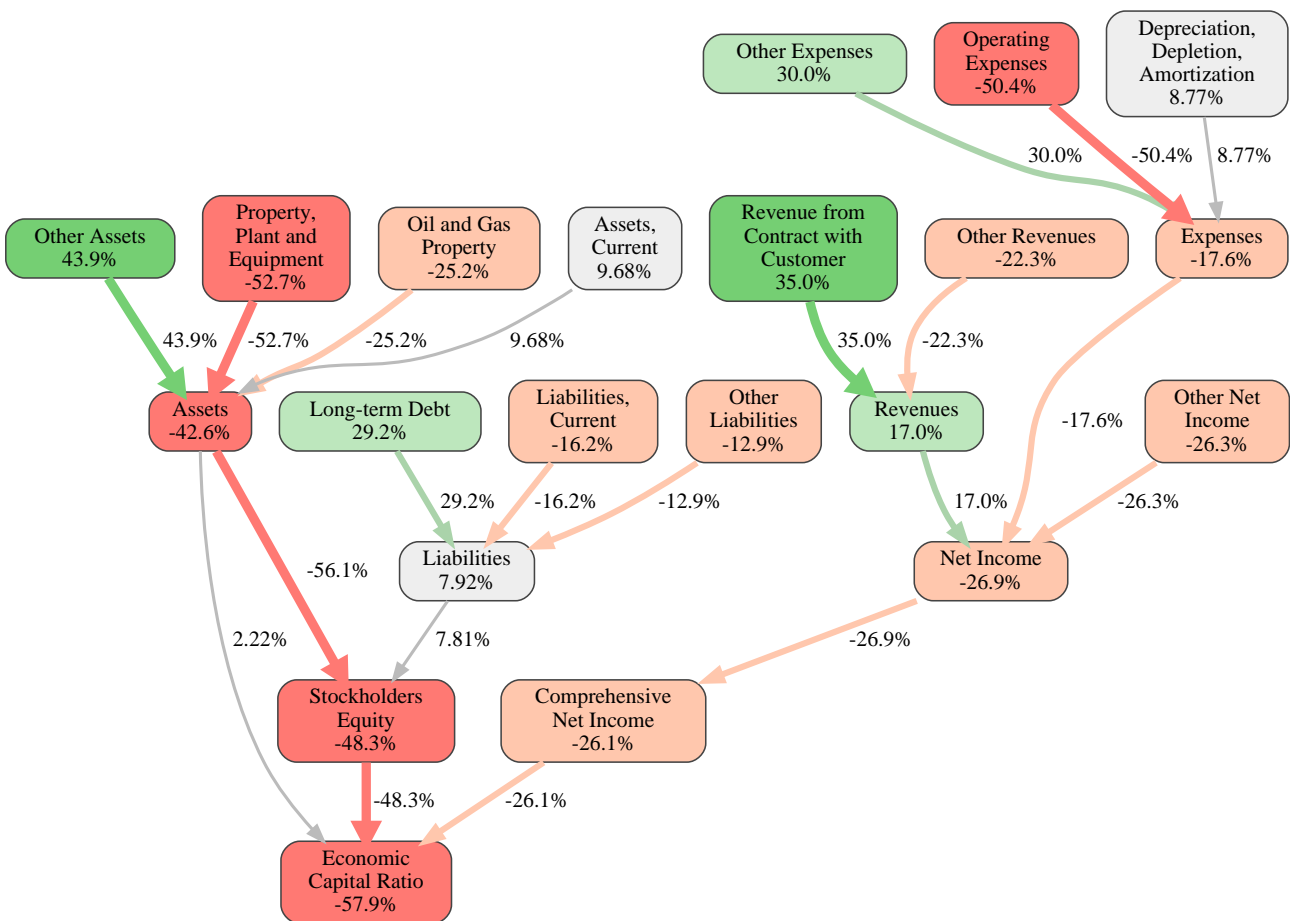 Other Expenses
30.0%
Operating
Expenses
-50.4%
Depreciation,
Depletion,
Amortization
8.77%
30.0%
-50.4%
8.77%
Other Assets
43.9%
Property,
Plant and
Equipment
-52.7%
Oil and Gas
Property
-25.2%
Assets,
Current
9.68%
Revenue from
Contract with
Customer
35.0%
Other Revenues
-22.3%
Expenses
-17.6%
43.9%
-52.7%
-25.2%
9.68%
35.0%
-22.3%
-17.6%
Assets
-42.6%
Long-term Debt
29.2%
Liabilities,
Current
-16.2%
Other
Liabilities
-12.9%
Revenues
17.0%
Other Net
Income
-26.3%
29.2%
-16.2%
-12.9%
17.0%
-26.3%
-56.1%
Liabilities
7.92%
Net Income
-26.9%
2.22%
7.81%
-26.9%
Stockholders
Equity
-48.3%
Comprehensive
Net Income
-26.1%
-48.3%
-26.1%
Economic
Capital Ratio
-57.9%